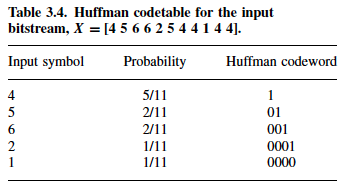 Table 3.4. Huffman codetable for the input
bitstream, X = [4 5 6 6 2 5 4 4 1 4 4].
Input symbol Probability Huffman codeword
4 5/11 1
5 2/11 01
6 2/11 001
2 1/11 0001
1 1/11 0000